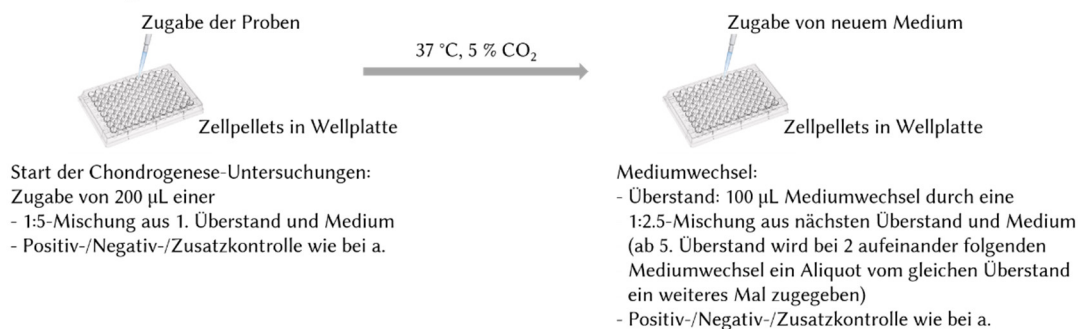 Zugabe der Proben
37 °C, 5 % CO₂
Zugabe von neuem Medium
Zellpellets in Wellplatte
Zellpellets in Wellplatte
Start der Chondrogenese-Untersuchungen:
Zugabe von 200 µL einer
- 1:5-Mischung aus 1. Überstand und Medium
- Positiv-/Negativ-/Zusatzkontrolle wie bei a.
Mediumwechsel:
- Überstand: 100 µL Mediumwechsel durch eine
1:2.5-Mischung aus nächsten Überstand und Medium
(ab 5. Überstand wird bei 2 aufeinander folgenden
Mediumwechsel ein Aliquot vom gleichen Überstand
ein weiteres Mal zugegeben)
- Positiv-/Negativ-/Zusatzkontrolle wie bei a.